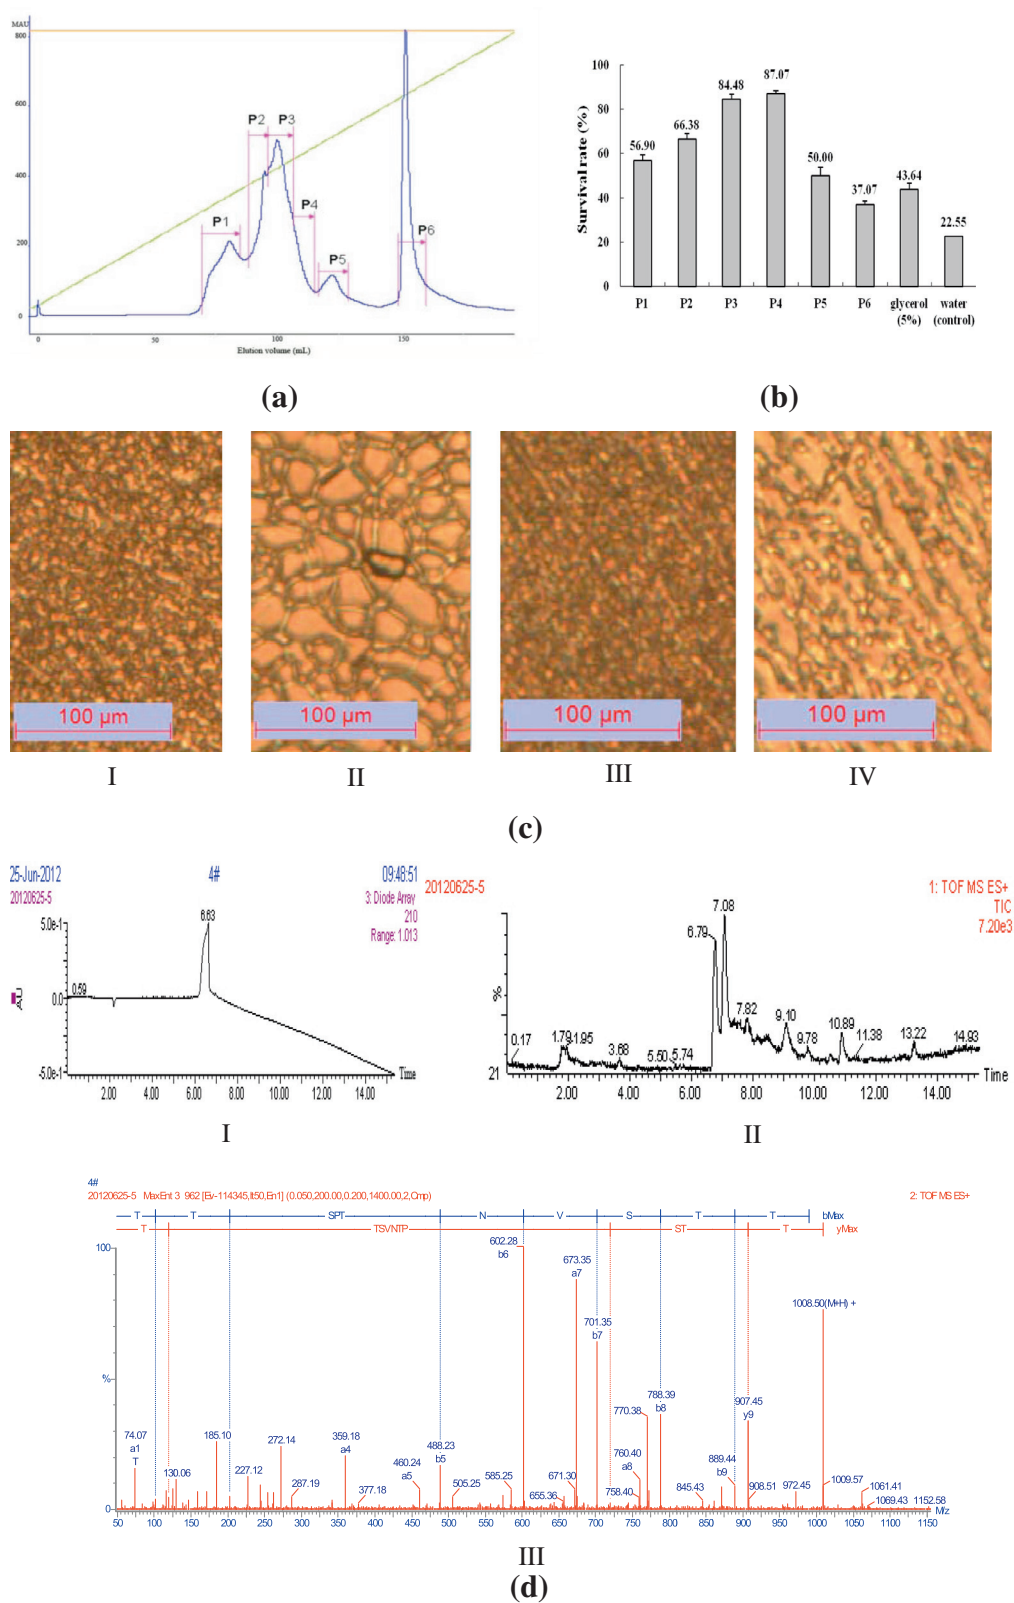 MAU
800
600
400
200
0
P1
P2
P3
P4
P5
P6
0
50
100
150
Elution volume (mL)
(a)
Survival rate (%)
100
80
60
40
20
0
56.90
66.38
84.48
87.07
50.00
37.07
43.64
22.55
P1 P2 P3 P4 P5 P6 glycerol water
(5%) (control)
(b)
100 µm
100 µm
100 µm
100 µm
I
II
III
IV
(c)
25-Jun-2012 4# 09:48:51
20120625-5
3: Diode Array
210
Range: 1.013
5.0e-1
0.0
-5.0e-1
AU
0.59
6.63
2.00 4.00 6.00 8.00 10.00 12.00 14.00
Time
I
20120625-5
1: TOF MS ES+
TIC
7.20e3
%
21
0.17
1.79
1.95
3.68
5.50
5.74
6.79
7.08
7.82
9.10
9.78
10.89
11.38
13.22
14.93
2.00 4.00 6.00 8.00 10.00 12.00 14.00
Time
II
4#
20120625-5 MaxEnt 3 962 [Ev-114345,It50,En1] (0.050,200.00,0.200,1400.00,2,Cmp)
2: TOF MS ES+
T T SPT N V S T T bMax
T TSVNTP ST T yMax
100
%
0
74.07
a1
T
130.06
185.10
227.12
272.14
287.19
359.18
a4
377.18
460.24
a5
488.23
b5
505.25
585.25
602.28
b6
655.36
671.30
673.35
a7
701.35
b7
758.40
760.40
a8
770.38
788.39
b8
845.43
889.44
b9
907.45
y9
908.51
972.45
1008.50(M+H) +
1009.57
1061.41
1069.43
1152.58
M/z
50 100 150 200 250 300 350 400 450 500 550 600 650 700 750 800 850 900 950 1000 1050 1100 1150
III
(d)